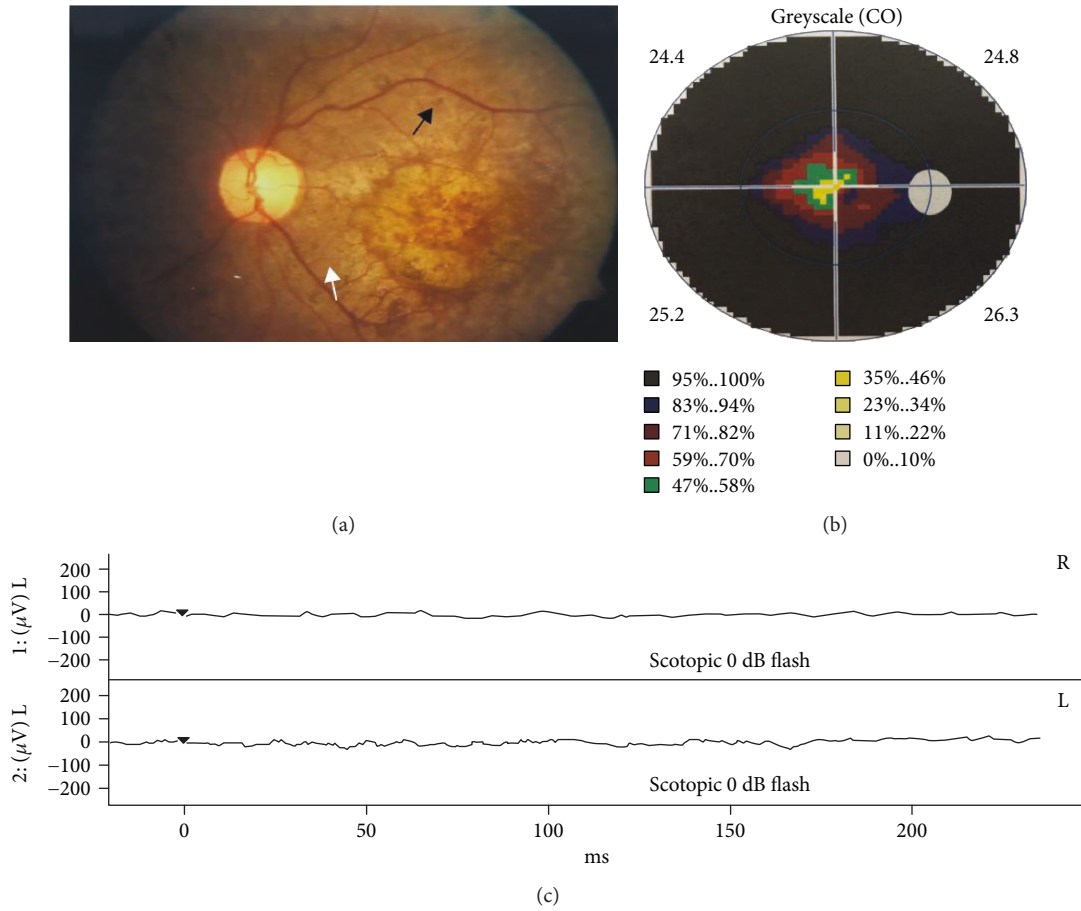 Greyscale (CO)
24.4 24.8
25.2 26.3
95%..100% 35%..46%
83%..94% 23%..34%
71%..82% 11%..22%
59%..70% 0%..10%
47%..58%
(a) (b)
R
200
100
0
−100
−200
1: (μV) L
Scotopic 0 dB flash
L
200
100
0
−100
−200
2: (μV) L
Scotopic 0 dB flash
0 50 100 150 200
ms
(c)